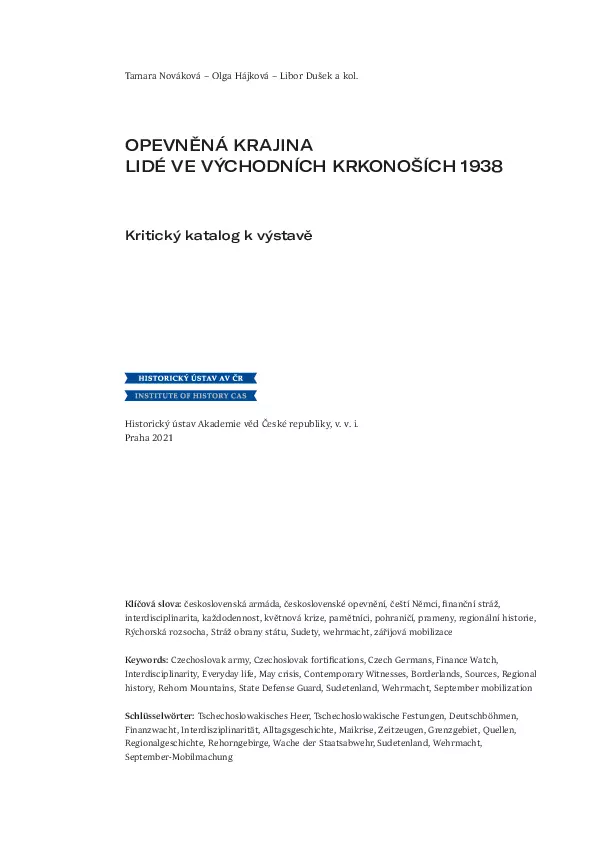 Tamara Nováková – Olga Hájková – Libor Dušek a kol.
OPEVNĚNÁ KRAJINA
LIDÉ VE VÝCHODNÍCH KRKONOŠÍCH 1938
Kritický katalog k výstavě
HISTORICKÝ ÚSTAV AV ČR
INSTITUTE OF HISTORY CAS
Historický ústav Akademie věd České republiky, v. v. i.
Praha 2021
Klíčová slova: československá armáda, československé opevnění, čeští Němci, finanční stráž,
interdisciplinarita, každodennost, květnová krize, pamětníci, pohraničí, prameny, regionální historie,
Rýchorská rozsocha, Stráž obrany státu, Sudety, wehrmacht, zářijová mobilizace
Keywords: Czechoslovak army, Czechoslovak fortifications, Czech Germans, Finance Watch,
Interdisciplinarity, Everyday life, May crisis, Contemporary Witnesses, Borderlands, Sources, Regional
history, Rehorn Mountains, State Defense Guard, Sudetenland, Wehrmacht, September mobilization
Schlüsselwörter: Tschechoslowakisches Heer, Tschechoslowakische Festungen, Deutschböhmen,
Finanzwacht, Interdisziplinarität, Alltagsgeschichte, Maikrise, Zeitzeugen, Grenzgebiet, Quellen,
Regionalgeschichte, Rehorngebirge, Wache der Staatsabwehr, Sudetenland, Wehrmacht,
September-Mobilmachung